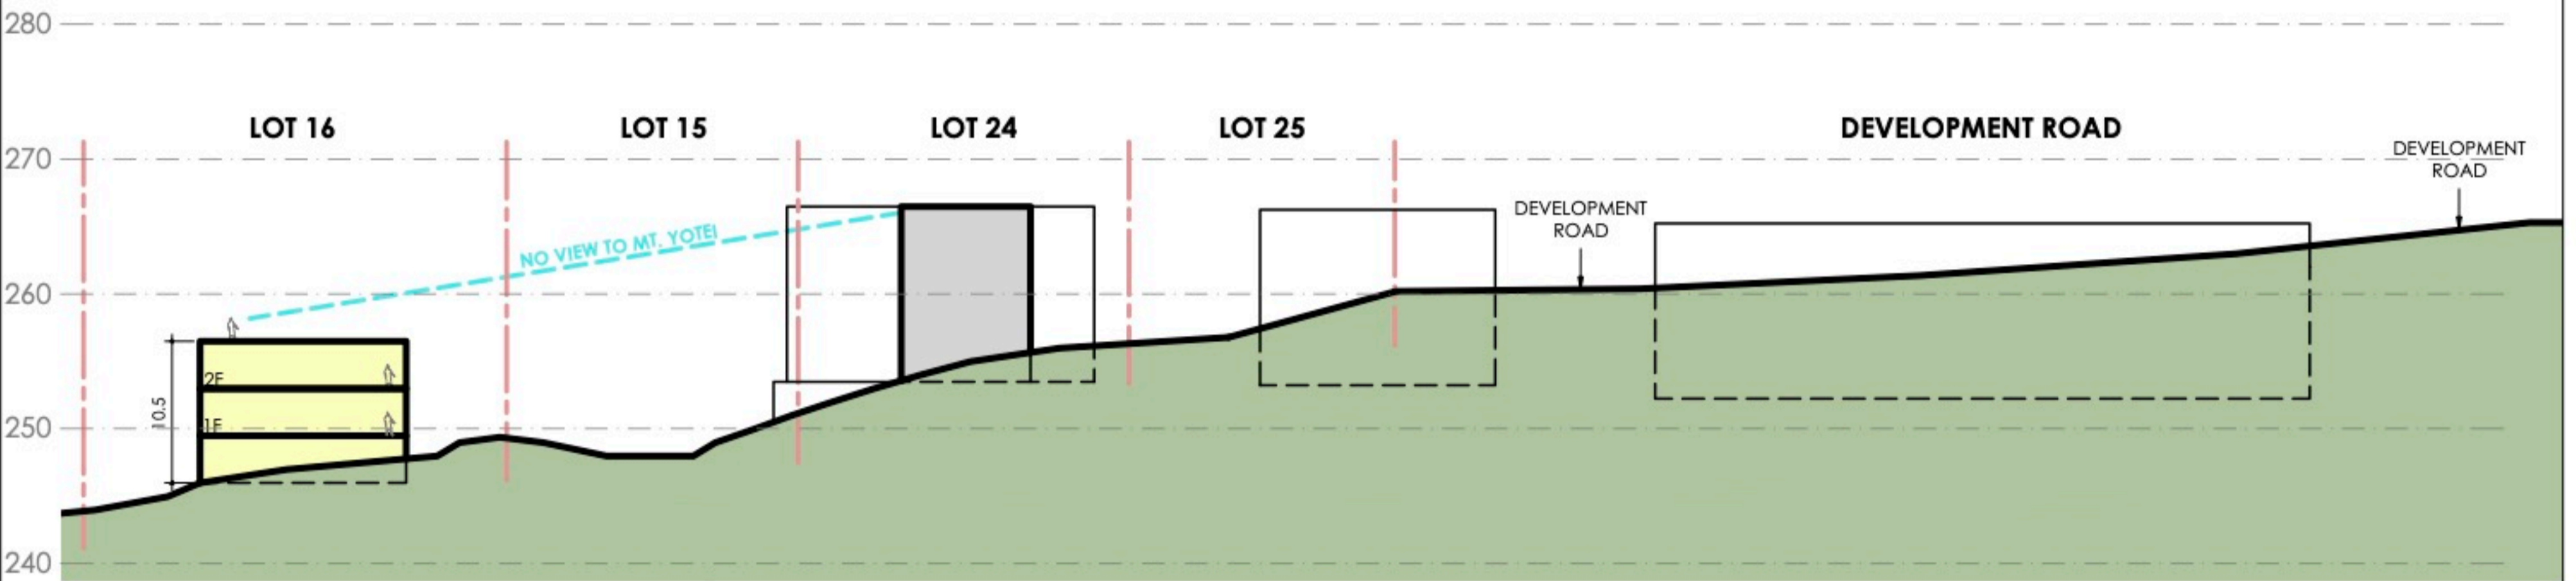 280
LOT 16
LOT 15
LOT 24
LOT 25
DEVELOPMENT ROAD
270
DEVELOPMENT
ROAD
DEVELOPMENT
ROAD
NO VIEW TO MT. YOTEI
260
2F
10.5
1F
250
240